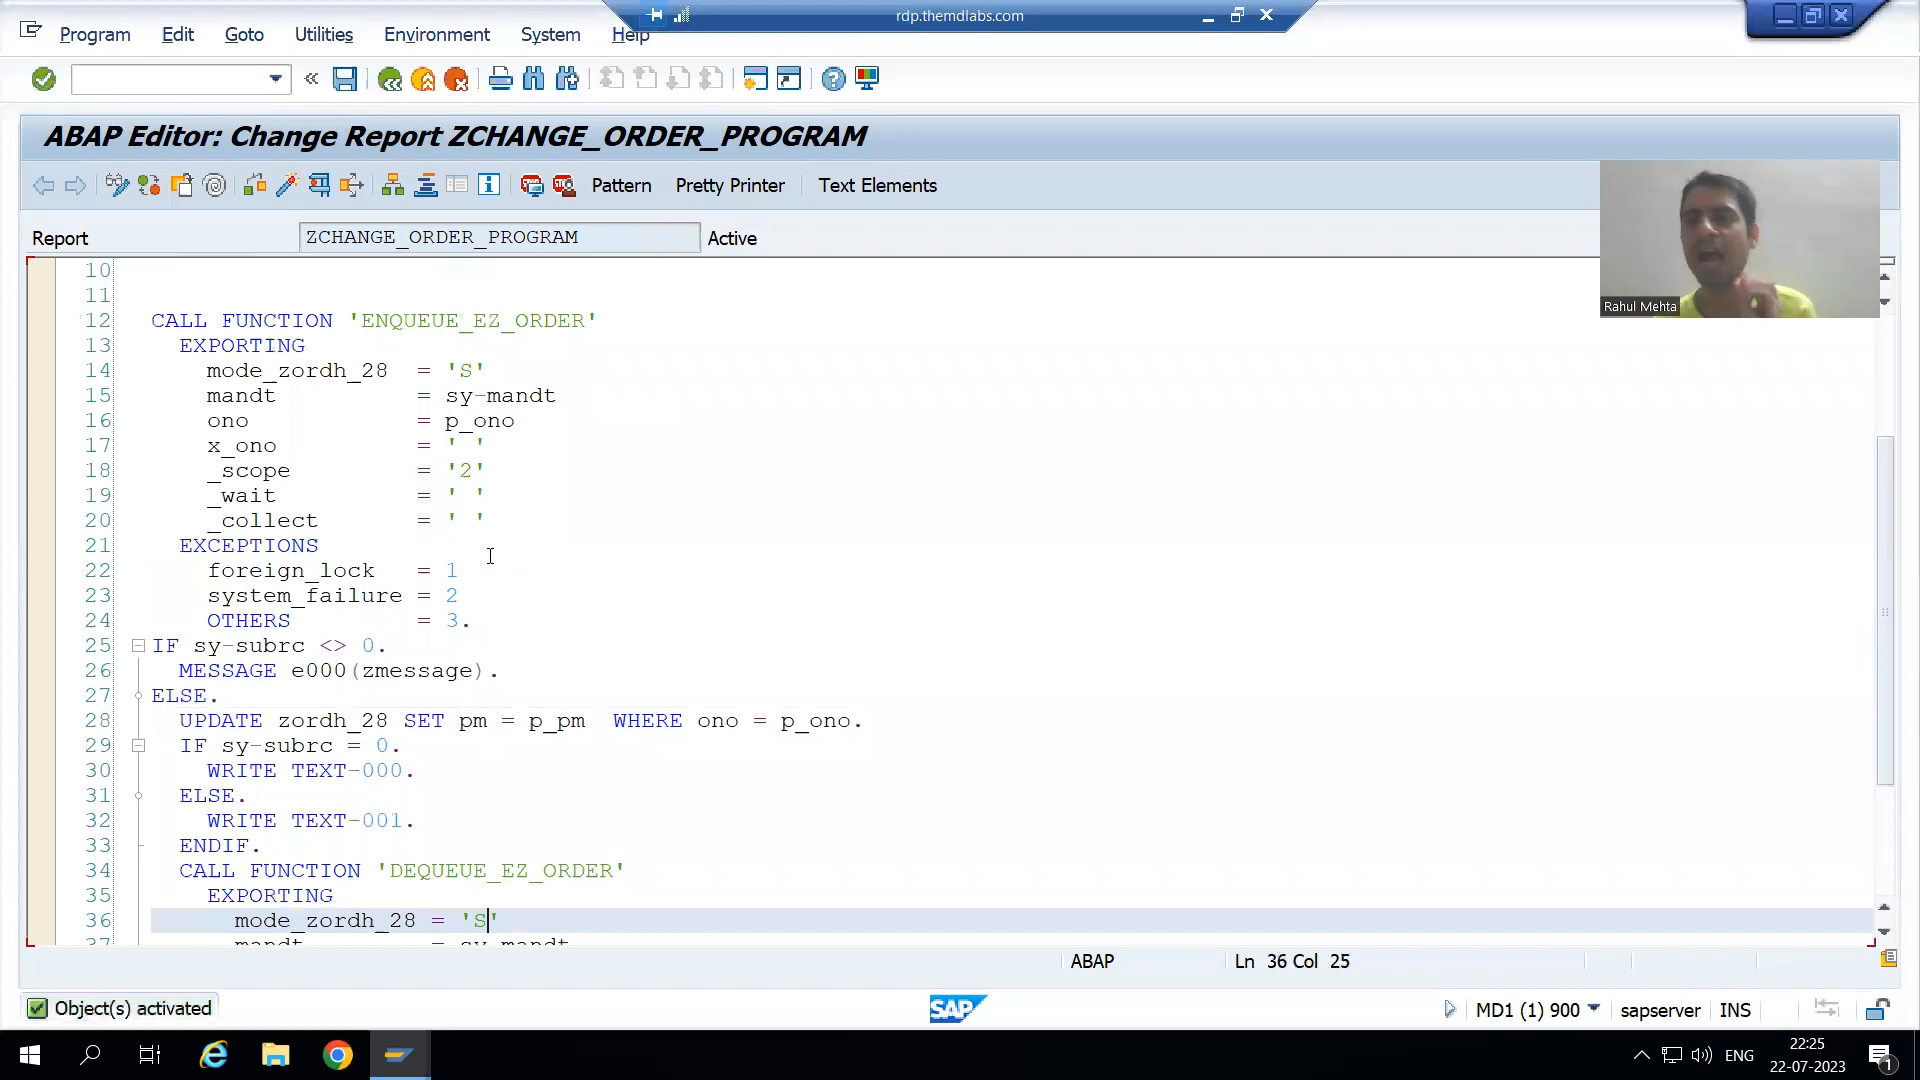 rdp.themdlabs.com
Program Edit Goto Utilities Environment System Help
ABAP Editor: Change Report ZCHANGE_ORDER_PROGRAM
Pattern Pretty Printer Text Elements
Report ZCHANGE_ORDER_PROGRAM Active
Rahul Mehta
10
11
12 CALL FUNCTION 'ENQUEUE_EZ_ORDER'
13 EXPORTING
14 mode_zordh_28 = 'S'
15 mandt = sy-mandt
16 ono = p_ono
17 x_ono = ' '
18 _scope = '2'
19 _wait = ' '
20 _collect = ' '
21 EXCEPTIONS
22 foreign_lock = 1
23 system_failure = 2
24 OTHERS = 3.
25 IF sy-subrc <> 0.
26 MESSAGE e000(zmessage).
27 ELSE.
28 UPDATE zordh_28 SET pm = p_pm WHERE ono = p_ono.
29 IF sy-subrc = 0.
30 WRITE TEXT-000.
31 ELSE.
32 WRITE TEXT-001.
33 ENDIF.
34 CALL FUNCTION 'DEQUEUE_EZ_ORDER'
35 EXPORTING
36 mode_zordh_28 = 'S'
37 mandt = sy-mandt
ABAP Ln 36 Col 25
Object(s) activated SAP MD1 (1) 900 sapserver INS
ENG 22:25
22-07-2023 1